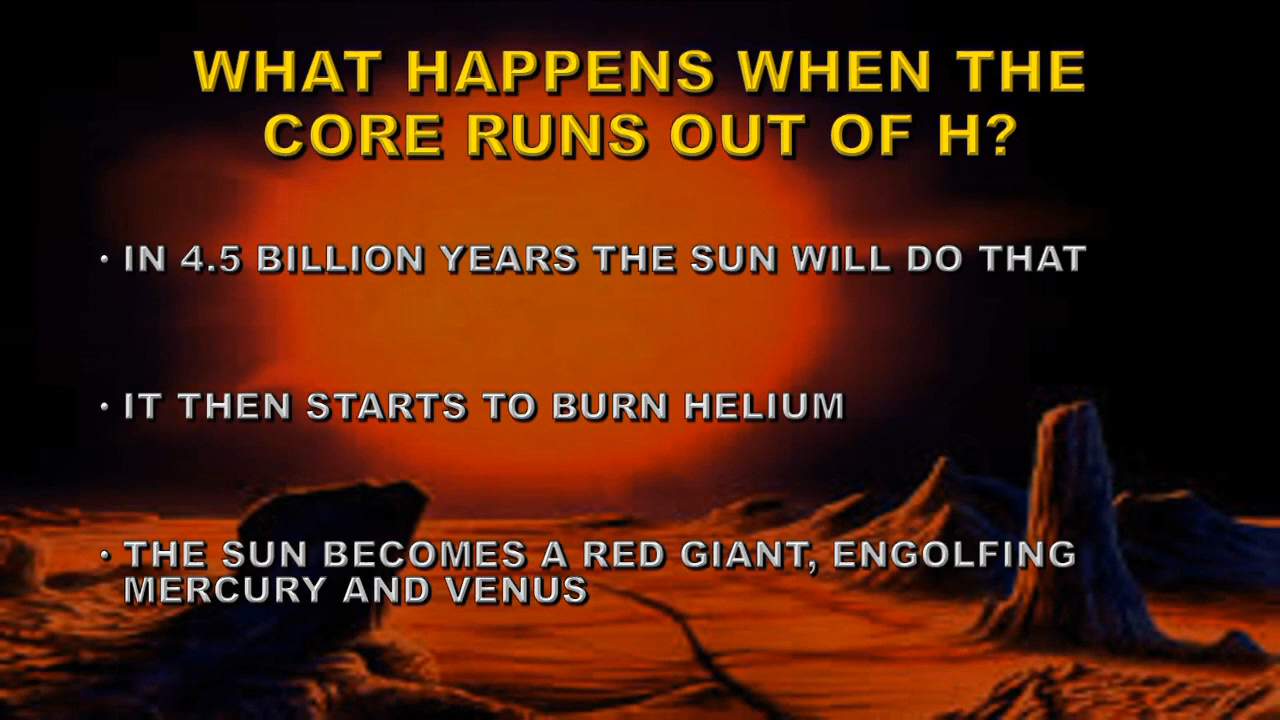 WHAT HAPPENS WHEN THE
CORE RUNS OUT OF H?
• IN 4.5 BILLION YEARS THE SUN WILL DO THAT
• IT THEN STARTS TO BURN HELIUM
• THE SUN BECOMES A RED GIANT, ENGOLFING
MERCURY AND VENUS